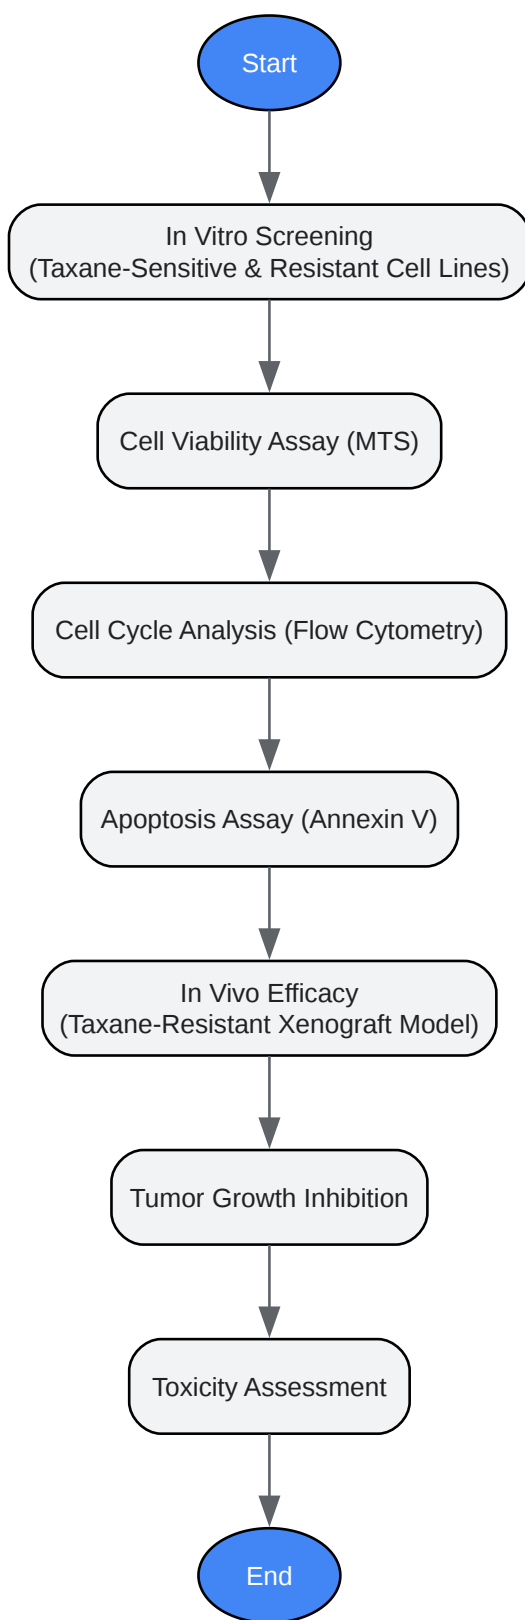 Start
In Vitro Screening
(Taxane-Sensitive & Resistant Cell Lines)
Cell Viability Assay (MTS)
Cell Cycle Analysis (Flow Cytometry)
Apoptosis Assay (Annexin V)
In Vivo Efficacy
(Taxane-Resistant Xenograft Model)
Tumor Growth Inhibition
Toxicity Assessment
End